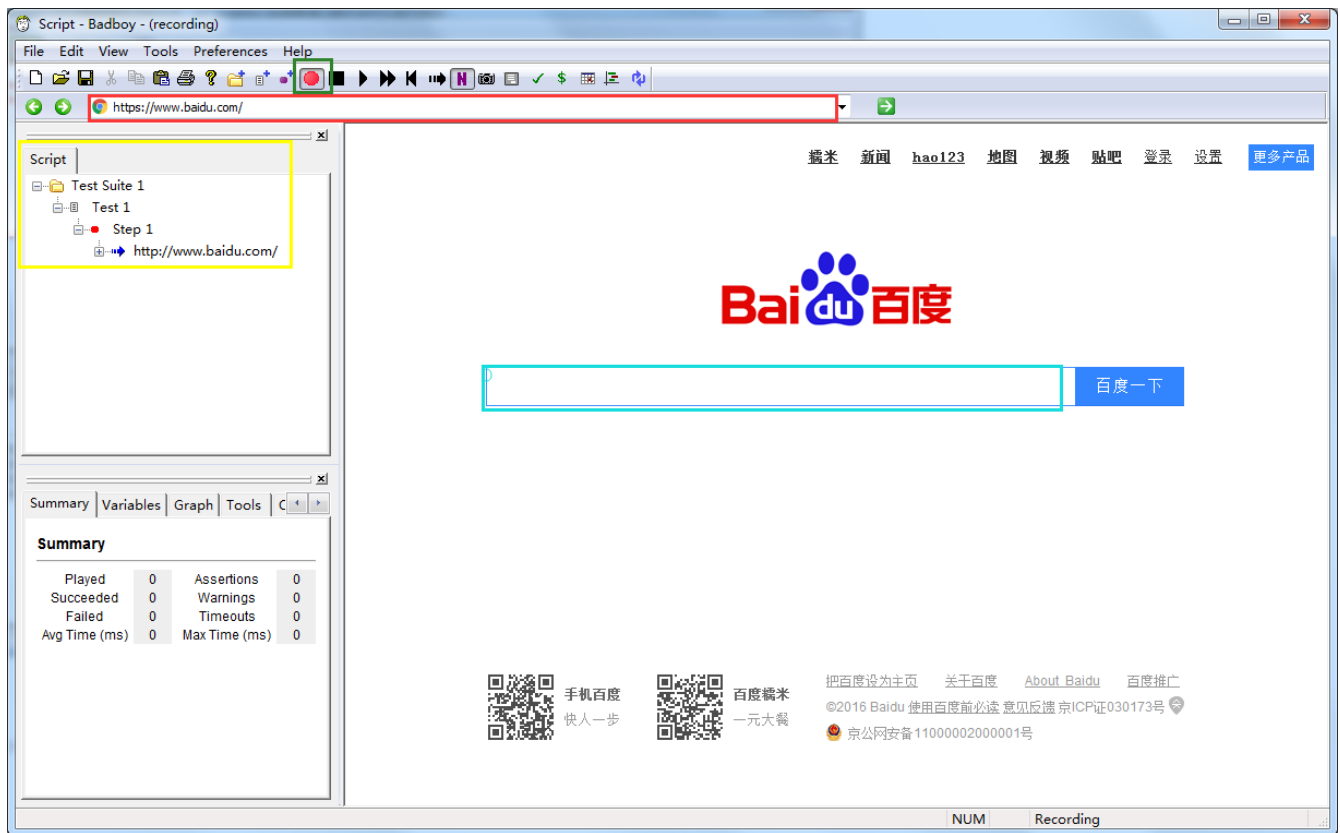 Script - Badboy - (recording)
File Edit View Tools Preferences Help
N $
https://www.baidu.com/
Script
Test Suite 1
Test 1
Step 1
http://www.baidu.com/
糯米 新闻 hao123 地图 视频 贴吧 登录 设置 更多产品
Bai du 百度
百度一下
Summary Variables Graph Tools C
Summary
Played 0 Assertions 0
Succeeded 0 Warnings 0
Failed 0 Timeouts 0
Avg Time (ms) 0 Max Time (ms) 0
手机百度
快人一步
百度糯米
一元大餐
把百度设为主页 关于百度 About Baidu 百度推广
©2016 Baidu 使用百度前必读 意见反馈 京ICP证030173号
京公网安备11000002000001号
NUM Recording